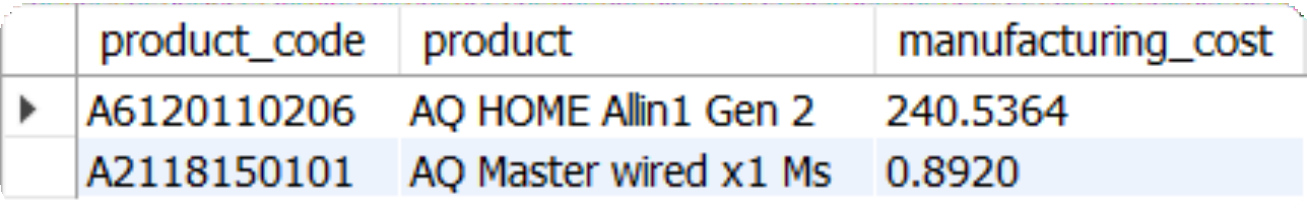 product_code product manufacturing_cost
A6120110206 AQ HOME Allin1 Gen 2 240.5364
A2118150101 AQ Master wired x1 Ms 0.8920